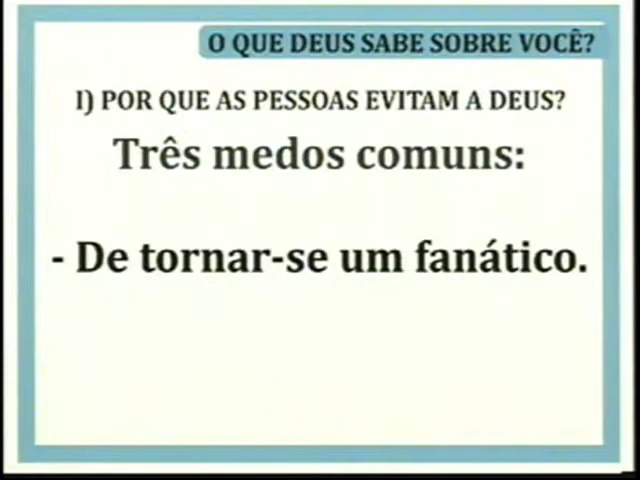 O QUE DEUS SABE SOBRE VOCÊ?
I) POR QUE AS PESSOAS EVITAM A DEUS?
Três medos comuns:
- De tornar-se um fanático.